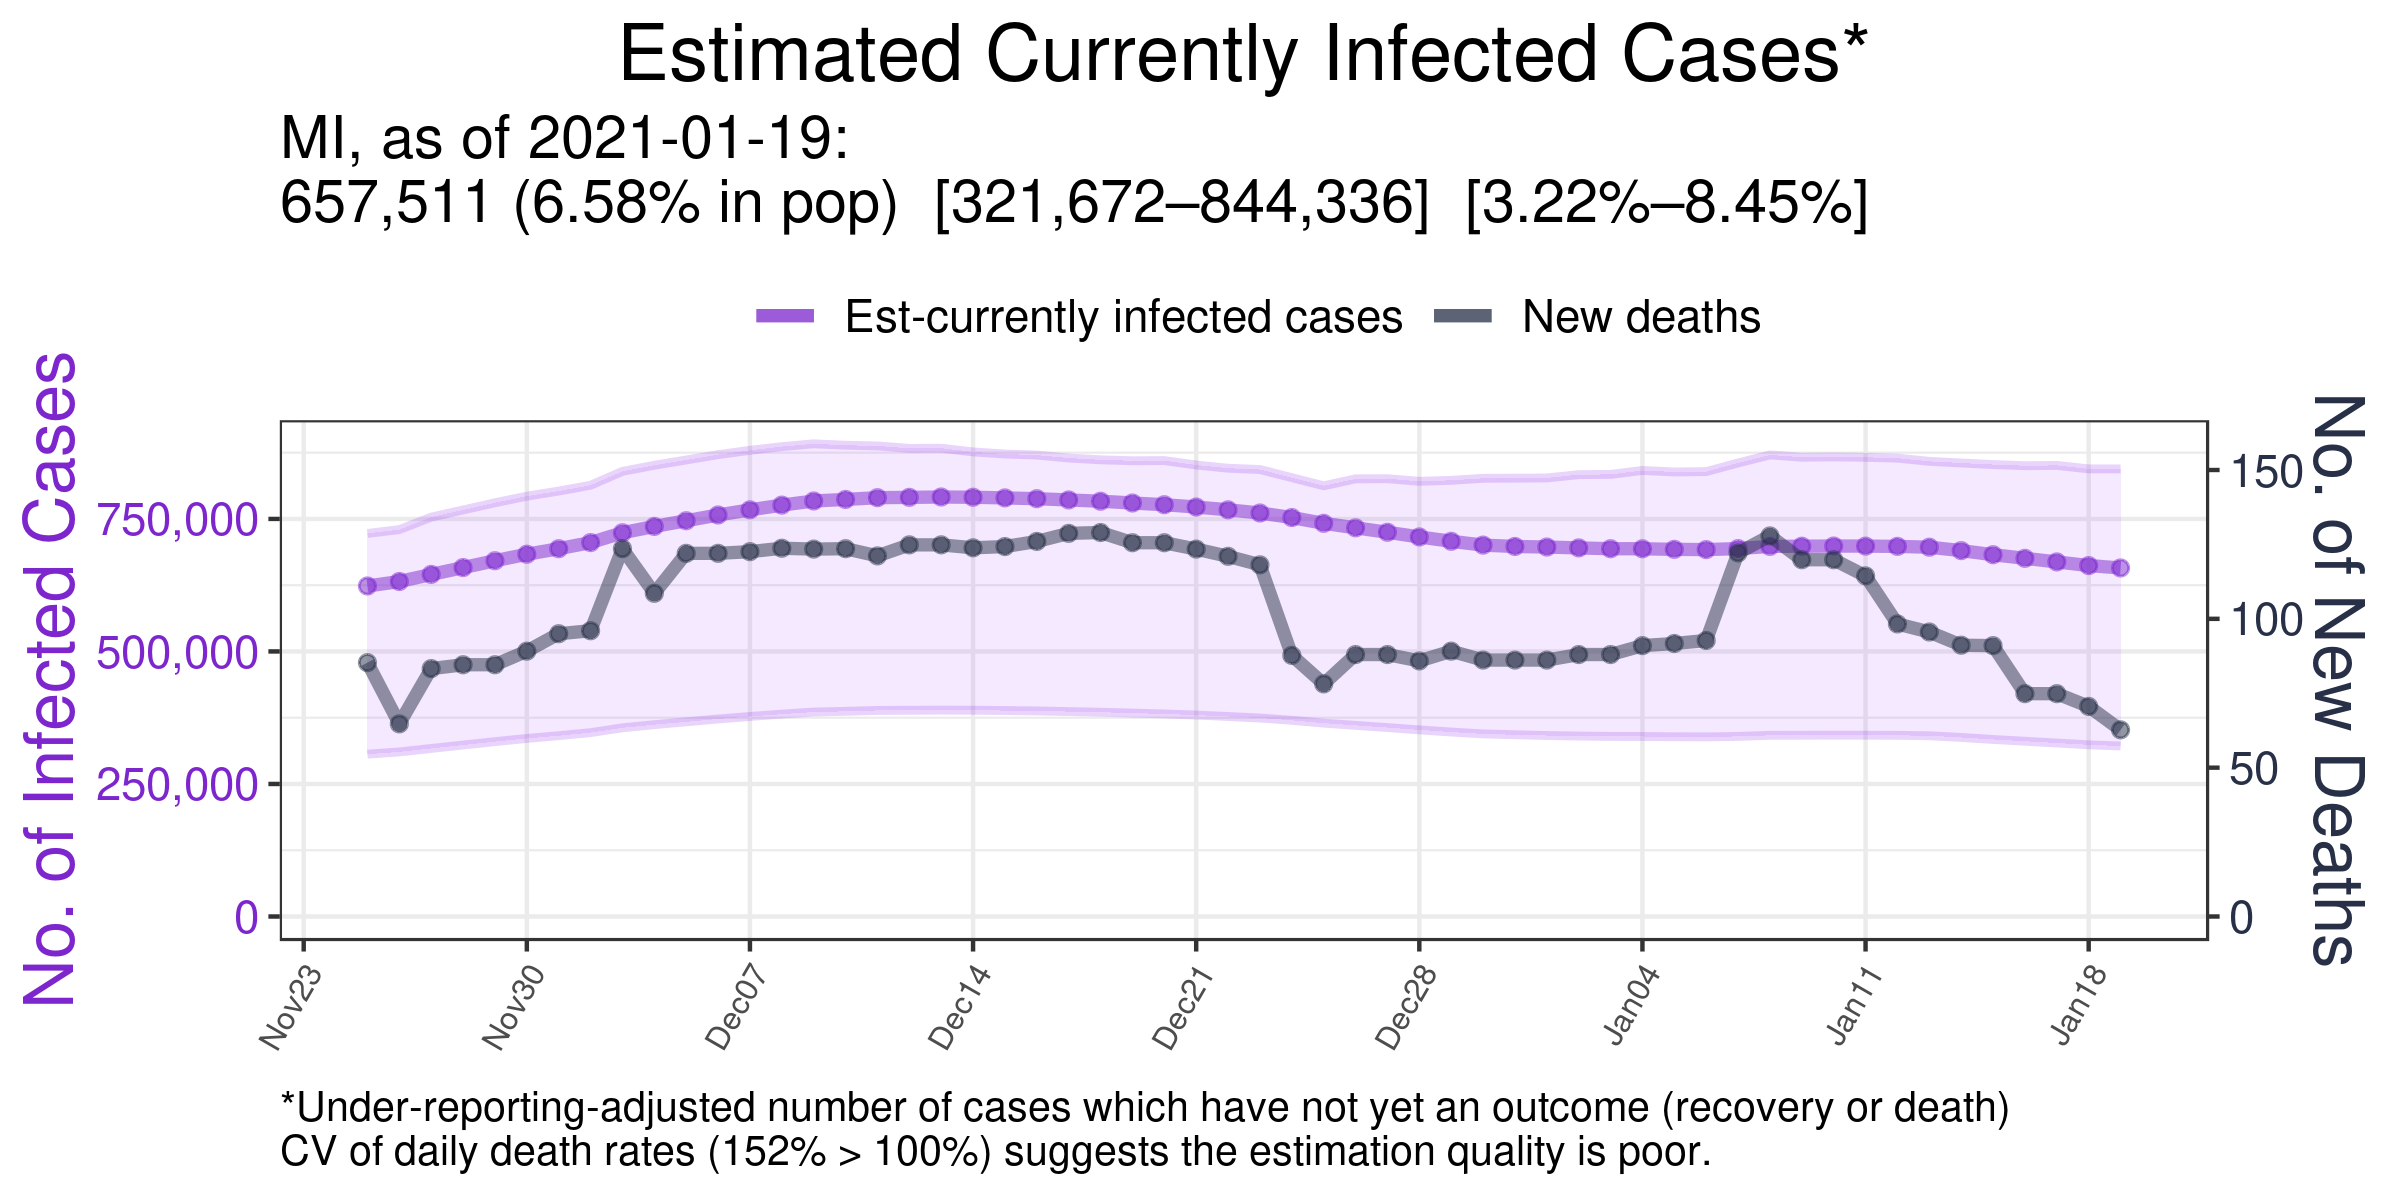 Estimated Currently Infected Cases*
MI, as of 2021-01-19:
657,511 (6.58% in pop)  [321,672–844,336]  [3.22%–8.45%]
Est-currently infected cases
New deaths
No. of Infected Cases
750,000
500,000
250,000
0
No. of New Deaths
150
100
50
0
Nov23
Nov30
Dec07
Dec14
Dec21
Dec28
Jan04
Jan11
Jan18
*Under-reporting-adjusted number of cases which have not yet an outcome (recovery or death)
CV of daily death rates (152% > 100%) suggests the estimation quality is poor.